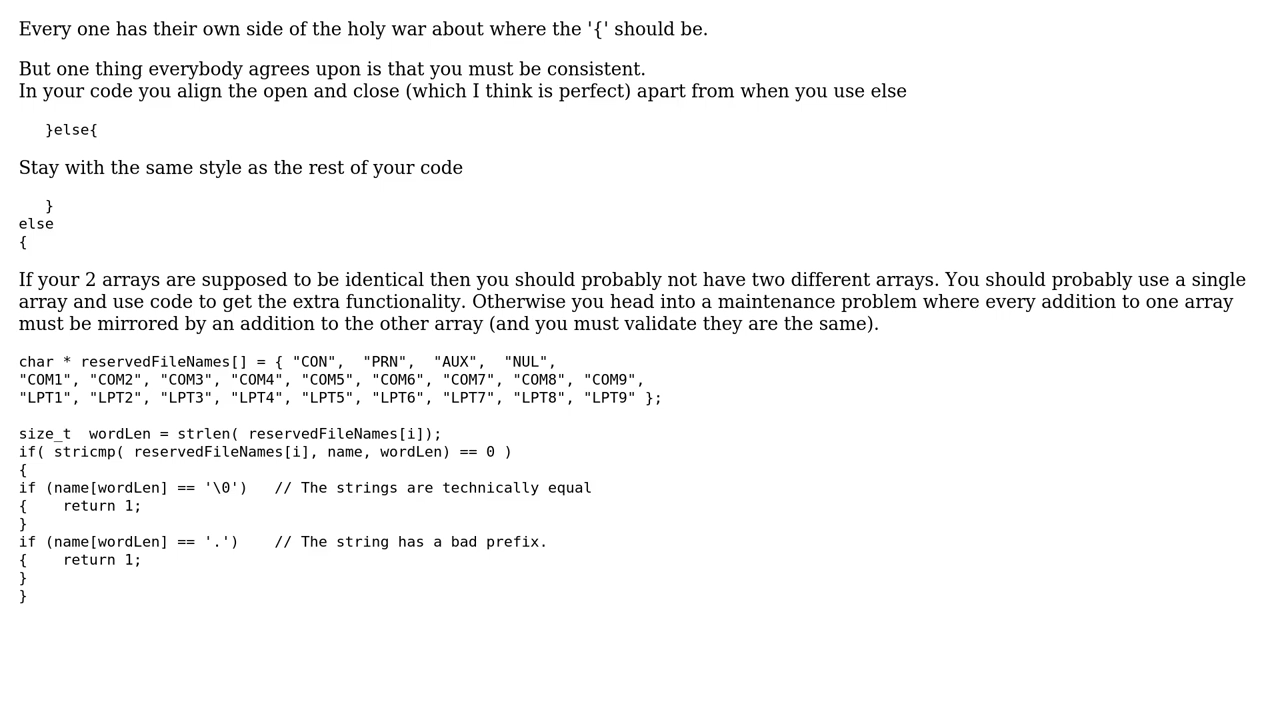 Every one has their own side of the holy war about where the '{' should be.
But one thing everybody agrees upon is that you must be consistent.
In your code you align the open and close (which I think is perfect) apart from when you use else
   }else{
Stay with the same style as the rest of your code
   }
else
{
If your 2 arrays are supposed to be identical then you should probably not have two different arrays. You should probably use a single
array and use code to get the extra functionality. Otherwise you head into a maintenance problem where every addition to one array
must be mirrored by an addition to the other array (and you must validate they are the same).
char * reservedFileNames[] = { "CON",  "PRN",  "AUX",  "NUL",
"COM1", "COM2", "COM3", "COM4", "COM5", "COM6", "COM7", "COM8", "COM9",
"LPT1", "LPT2", "LPT3", "LPT4", "LPT5", "LPT6", "LPT7", "LPT8", "LPT9" };
size_t  wordLen = strlen( reservedFileNames[i]);
if( stricmp( reservedFileNames[i], name, wordLen) == 0 )
{
if (name[wordLen] == '\0')   // The strings are technically equal
{    return 1;
}
if (name[wordLen] == '.')    // The string has a bad prefix.
{    return 1;
}
}